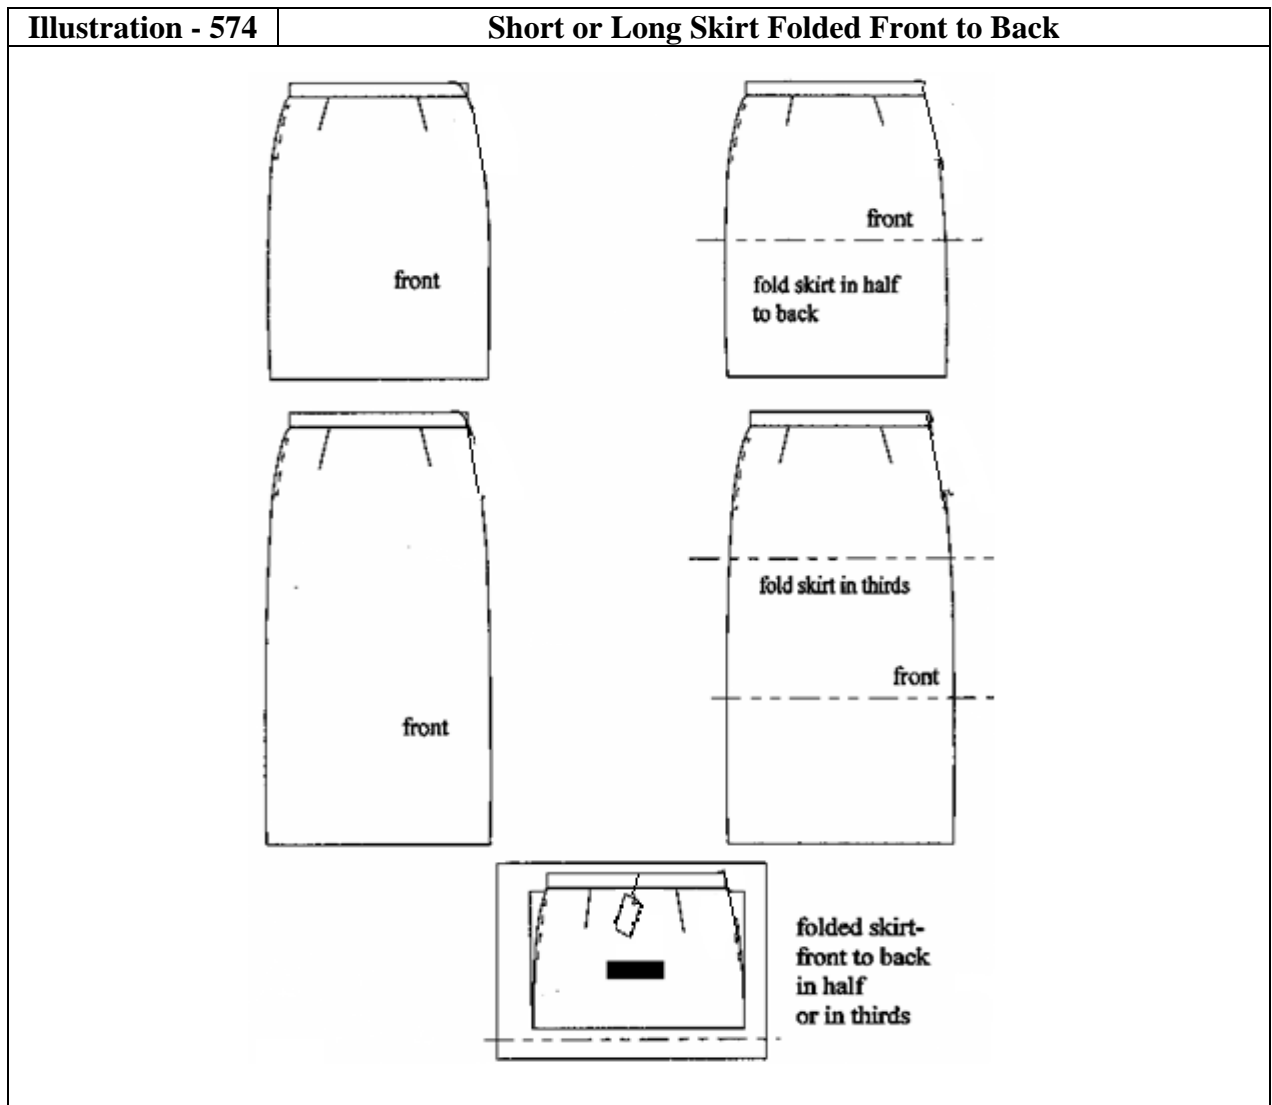 Illustration - 574
Short or Long Skirt Folded Front to Back
front
front
fold skirt in half
to back
front
fold skirt in thirds
front
folded skirt-
front to back
in half
or in thirds